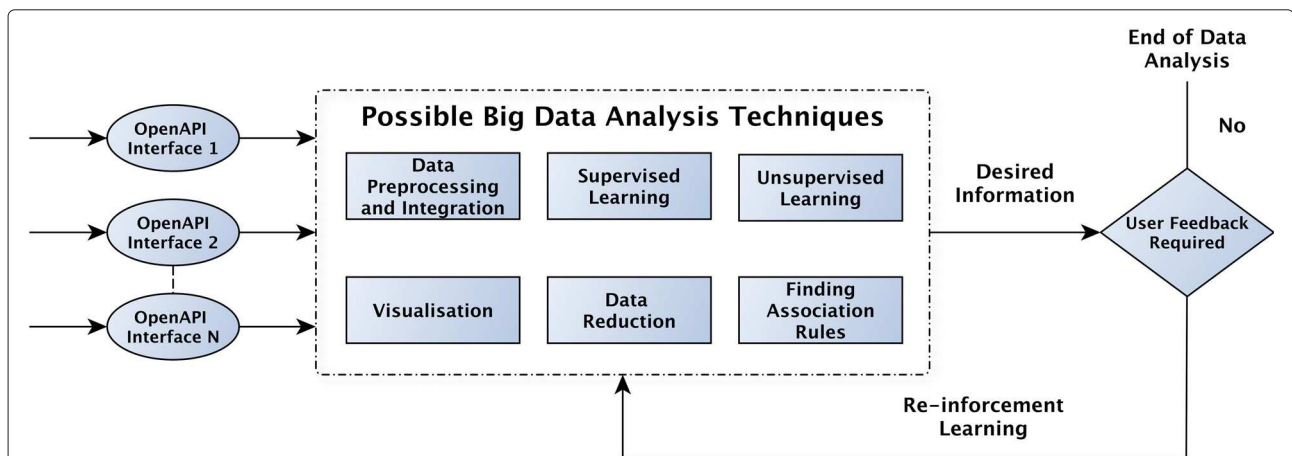 End of Data
Analysis
Possible Big Data Analysis Techniques
OpenAPI
Interface 1
No
Data
Preprocessing
and Integration
Supervised
Learning
Unsupervised
Learning
Desired
Information
OpenAPI
Interface 2
User Feedback
Required
OpenAPI
Interface N
Visualisation
Data
Reduction
Finding
Association
Rules
Re-inforcement
Learning